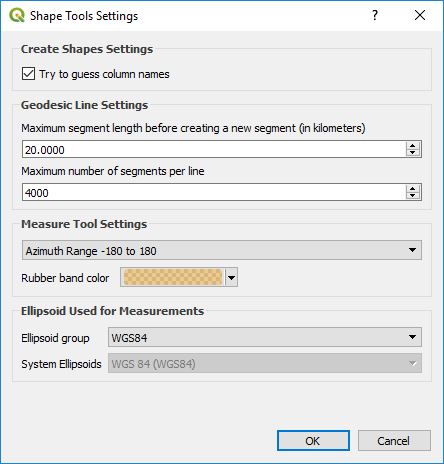 Shape Tools Settings
Create Shapes Settings
Try to guess column names
Geodesic Line Settings
Maximum segment length before creating a new segment (in kilometers)
20.0000
Maximum number of segments per line
4000
Measure Tool Settings
Azimuth Range -180 to 180
Rubber band color
Ellipsoid Used for Measurements
Ellipsoid group WGS84
System Ellipsoids WGS 84 (WGS84)
OK Cancel